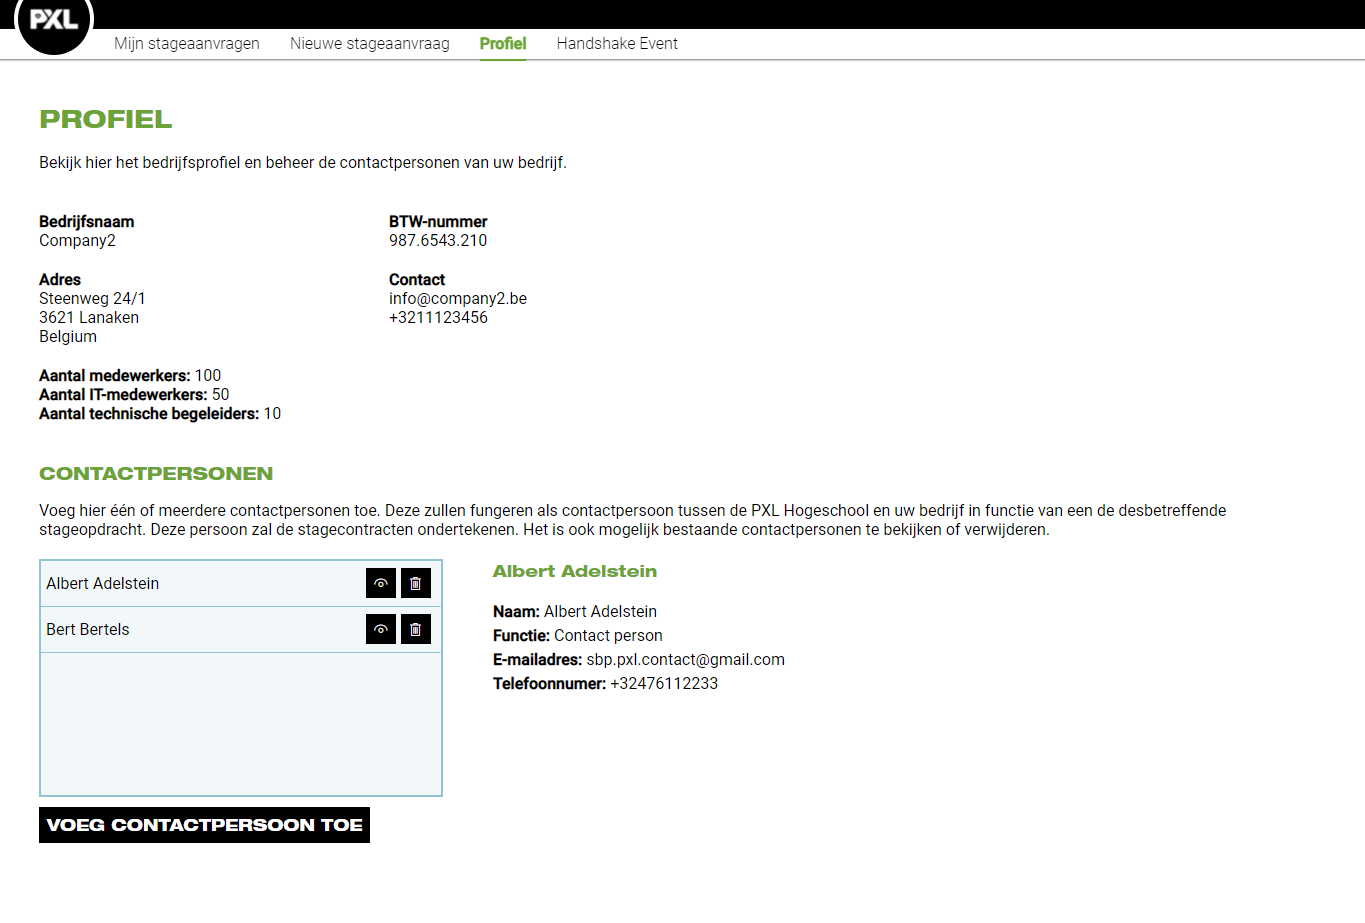 PXL
Mijn stageaanvragen Nieuwe stageaanvraag Profiel Handshake Event
PROFIEL
Bekijk hier het bedrijfsprofiel en beheer de contactpersonen van uw bedrijf.
Bedrijfsnaam
Company2
BTW-nummer
987.6543.210
Adres
Steenweg 24/1
3621 Lanaken
Belgium
Contact
info@company2.be
+3211123456
Aantal medewerkers: 100
Aantal IT-medewerkers: 50
Aantal technische begeleiders: 10
CONTACTPERSONEN
Voeg hier één of meerdere contactpersonen toe. Deze zullen fungeren als contactpersoon tussen de PXL Hogeschool en uw bedrijf in functie van een de desbetreffende
stageopdracht. Deze persoon zal de stagecontracten ondertekenen. Het is ook mogelijk bestaande contactpersonen te bekijken of verwijderen.
Albert Adelstein
Bert Bertels
Albert Adelstein
Naam: Albert Adelstein
Functie: Contact person
E-mailadres: sbp.pxl.contact@gmail.com
Telefoonnumer: +32476112233
VOEG CONTACTPERSOON TOE